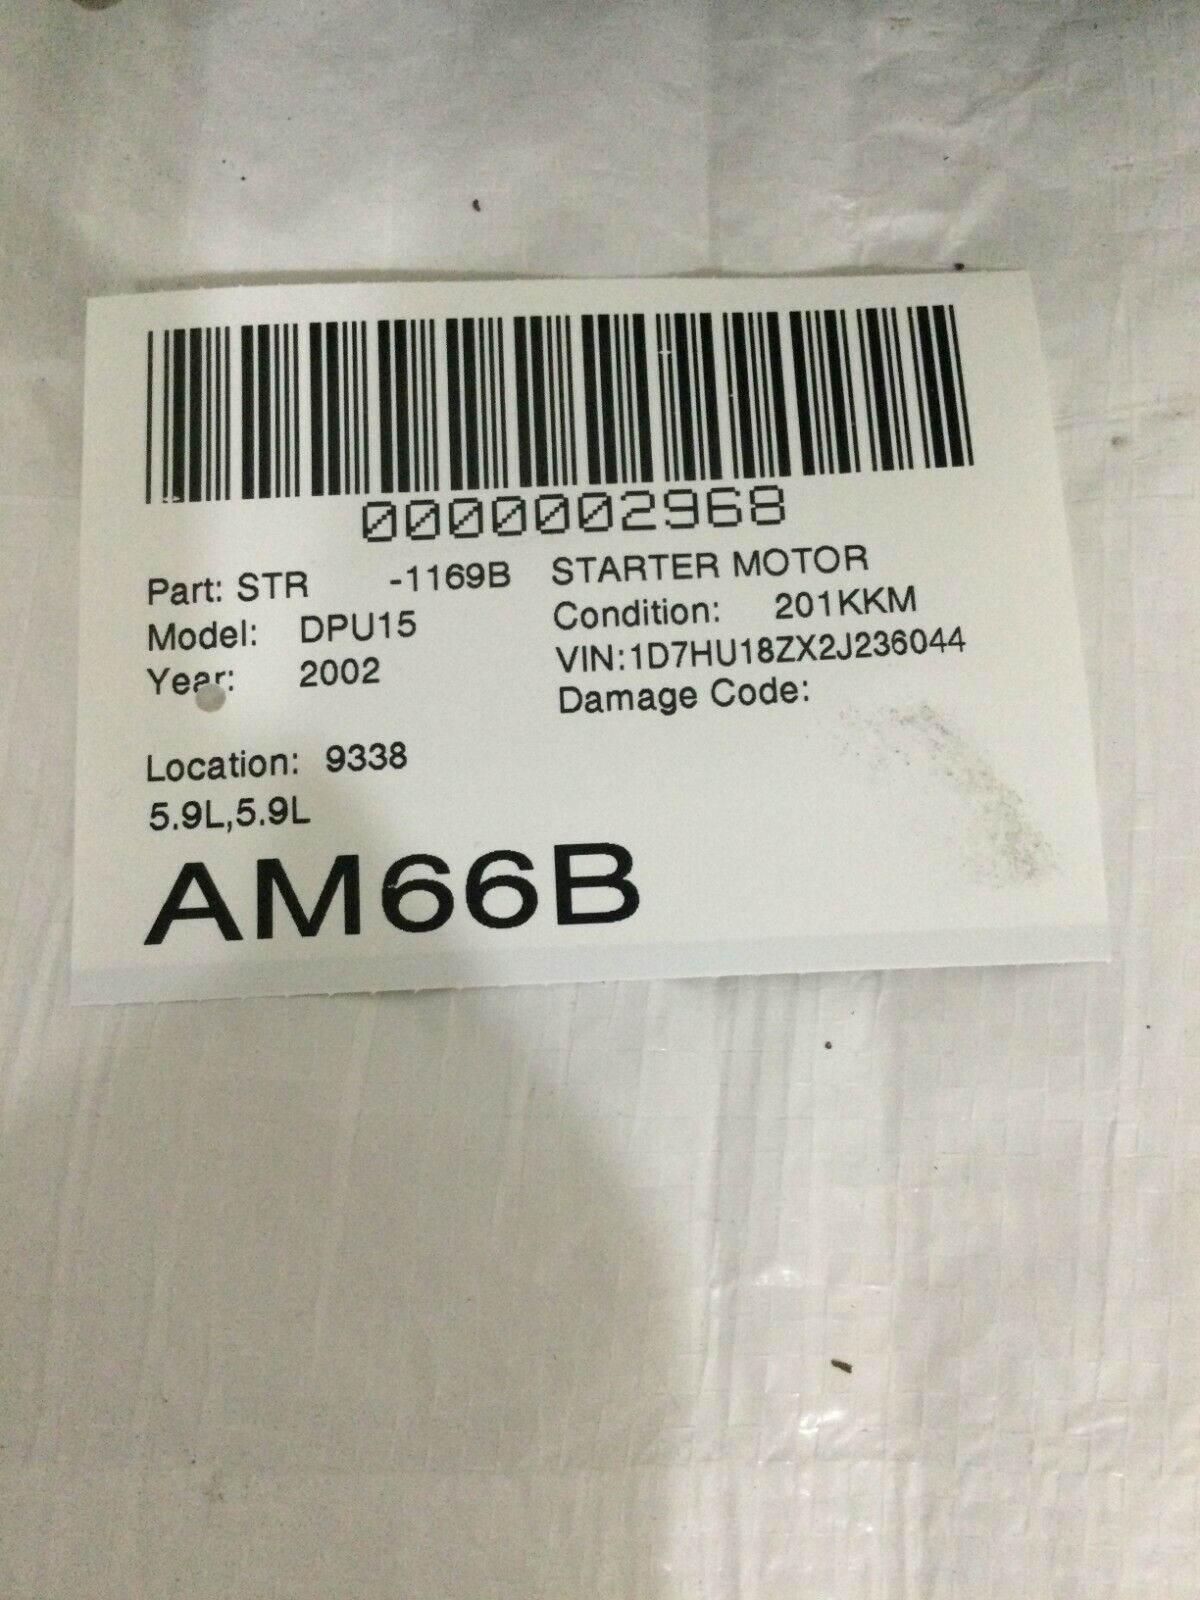 0000002968
Part: STR -1169B STARTER MOTOR
Model: DPU15 Condition: 201KKM
Year: 2002 VIN:1D7HU18ZX2J236044
Damage Code:
Location: 9338
5.9L,5.9L
AM66B